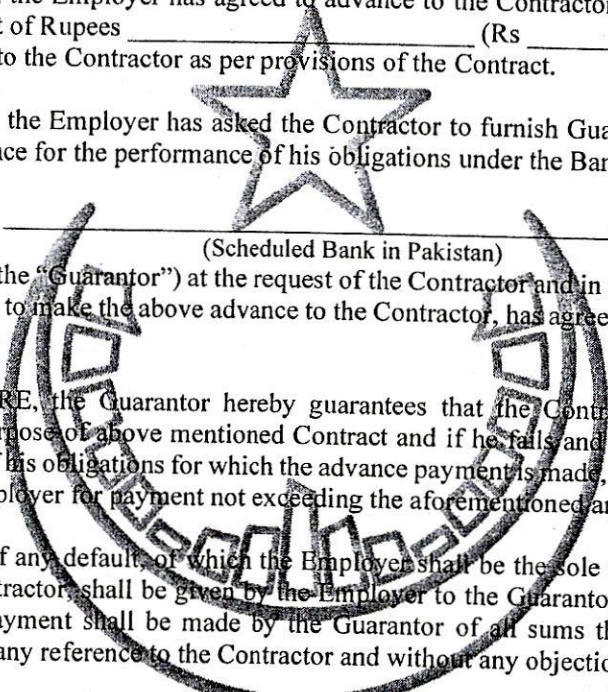 the Employer has agreed to advance to the Contractor
of Rupees ____________________ (Rs ________
to the Contractor as per provisions of the Contract.
the Employer has asked the Contractor to furnish Gua
nce for the performance of his obligations under the Ban
(Scheduled Bank in Pakistan)
the “Guarantor”) at the request of the Contractor and in
to make the above advance to the Contractor, has agree
RE, the Guarantor hereby guarantees that the Contr
rpose of above mentioned Contract and if he fails and
his obligations for which the advance payment is made,
ployer for payment not exceeding the aforementioned am
f any default, of which the Employer shall be the sole
tractor, shall be given by the Employer to the Guaranto
ayment shall be made by the Guarantor of all sums th
any reference to the Contractor and without any objectio